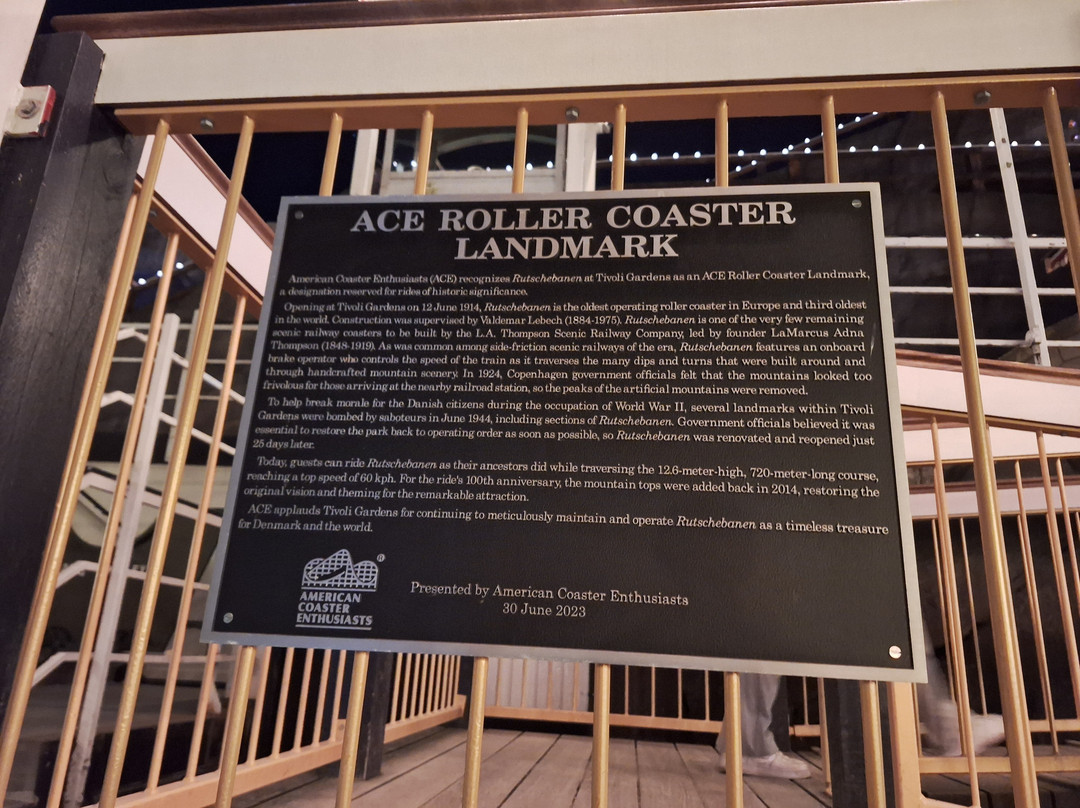 ACE ROLLER COASTER
LANDMARK
American Coaster Enthusiasts (ACE) recognizes Rutschebanen at Tivoli Gardens as an ACE Roller Coaster Landmark,
a designation reserved for rides of historic significance.
Opening at Tivoli Gardens on 12 June 1914, Rutschebanen is the oldest operating roller coaster in Europe and third oldest
in the world. Construction was supervised by Valdemar Lebech (1884-1975). Rutschebanen is one of the very few remaining
scenic railway coasters to be built by the L.A. Thompson Scenic Railway Company, led by founder LaMarcus Adna
Thompson (1848-1919). As was common among side-friction scenic railways of the era, Rutschebanen features an onboard
brake operator who controls the speed of the train as it traverses the many dips and turns that were built around and
through handcrafted mountain scenery. In 1924, Copenhagen government officials felt that the mountains looked too
frivolous for those arriving at the nearby railroad station, so the peaks of the artificial mountains were removed.
To help break morale for the Danish citizens during the occupation of World War II, several landmarks within Tivoli
Gardens were bombed by saboteurs in June 1944, including sections of Rutschebanen. Government officials believed it was
essential to restore the park back to operating order as soon as possible, so Rutschebanen was renovated and reopened just
25 days later.
Today, guests can ride Rutschebanen as their ancestors did while traversing the 12.6-meter-high, 720-meter-long course,
reaching a top speed of 60 kph. For the ride's 100th anniversary, the mountain tops were added back in 2014, restoring the
original vision and theming for the remarkable attraction.
ACE applauds Tivoli Gardens for continuing to meticulously maintain and operate Rutschebanen as a timeless treasure
for Denmark and the world.
®
AMERICAN
COASTER
ENTHUSIASTS
Presented by American Coaster Enthusiasts
30 June 2023